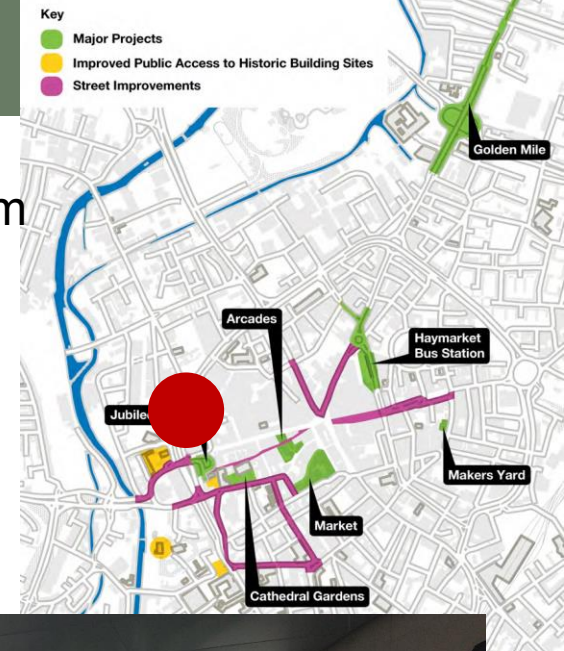 Key
Major Projects
Improved Public Access to Historic Building Sites
Street Improvements
Golden Mile
m
Arcades
Haymarket
Bus Station
Makers Yard
Market
Cathedral Gardens